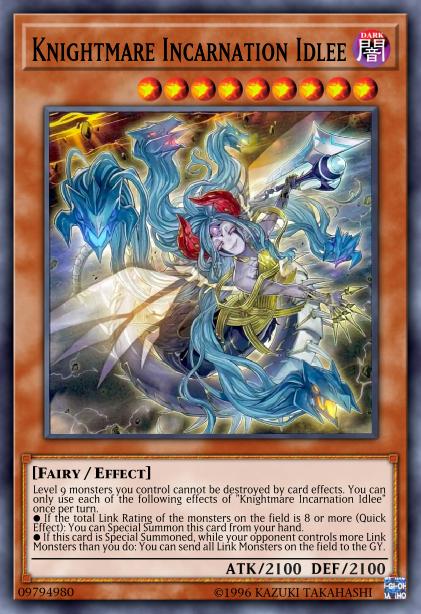 KNIGHTMARE INCARNATION IDLEE
DARK
闇
[FAIRY / EFFECT]
Level 9 monsters you control cannot be destroyed by card effects. You can
only use each of the following effects of "Knightmare Incarnation Idlee"
once per turn.
● If the total Link Rating of the monsters on the field is 8 or more (Quick
Effect): You can Special Summon this card from your hand.
● If this card is Special Summoned, while your opponent controls more Link
Monsters than you do: You can send all Link Monsters on the field to the GY.
ATK/2100 DEF/2100
09794980
©1996 KAZUKI TAKAHASHI